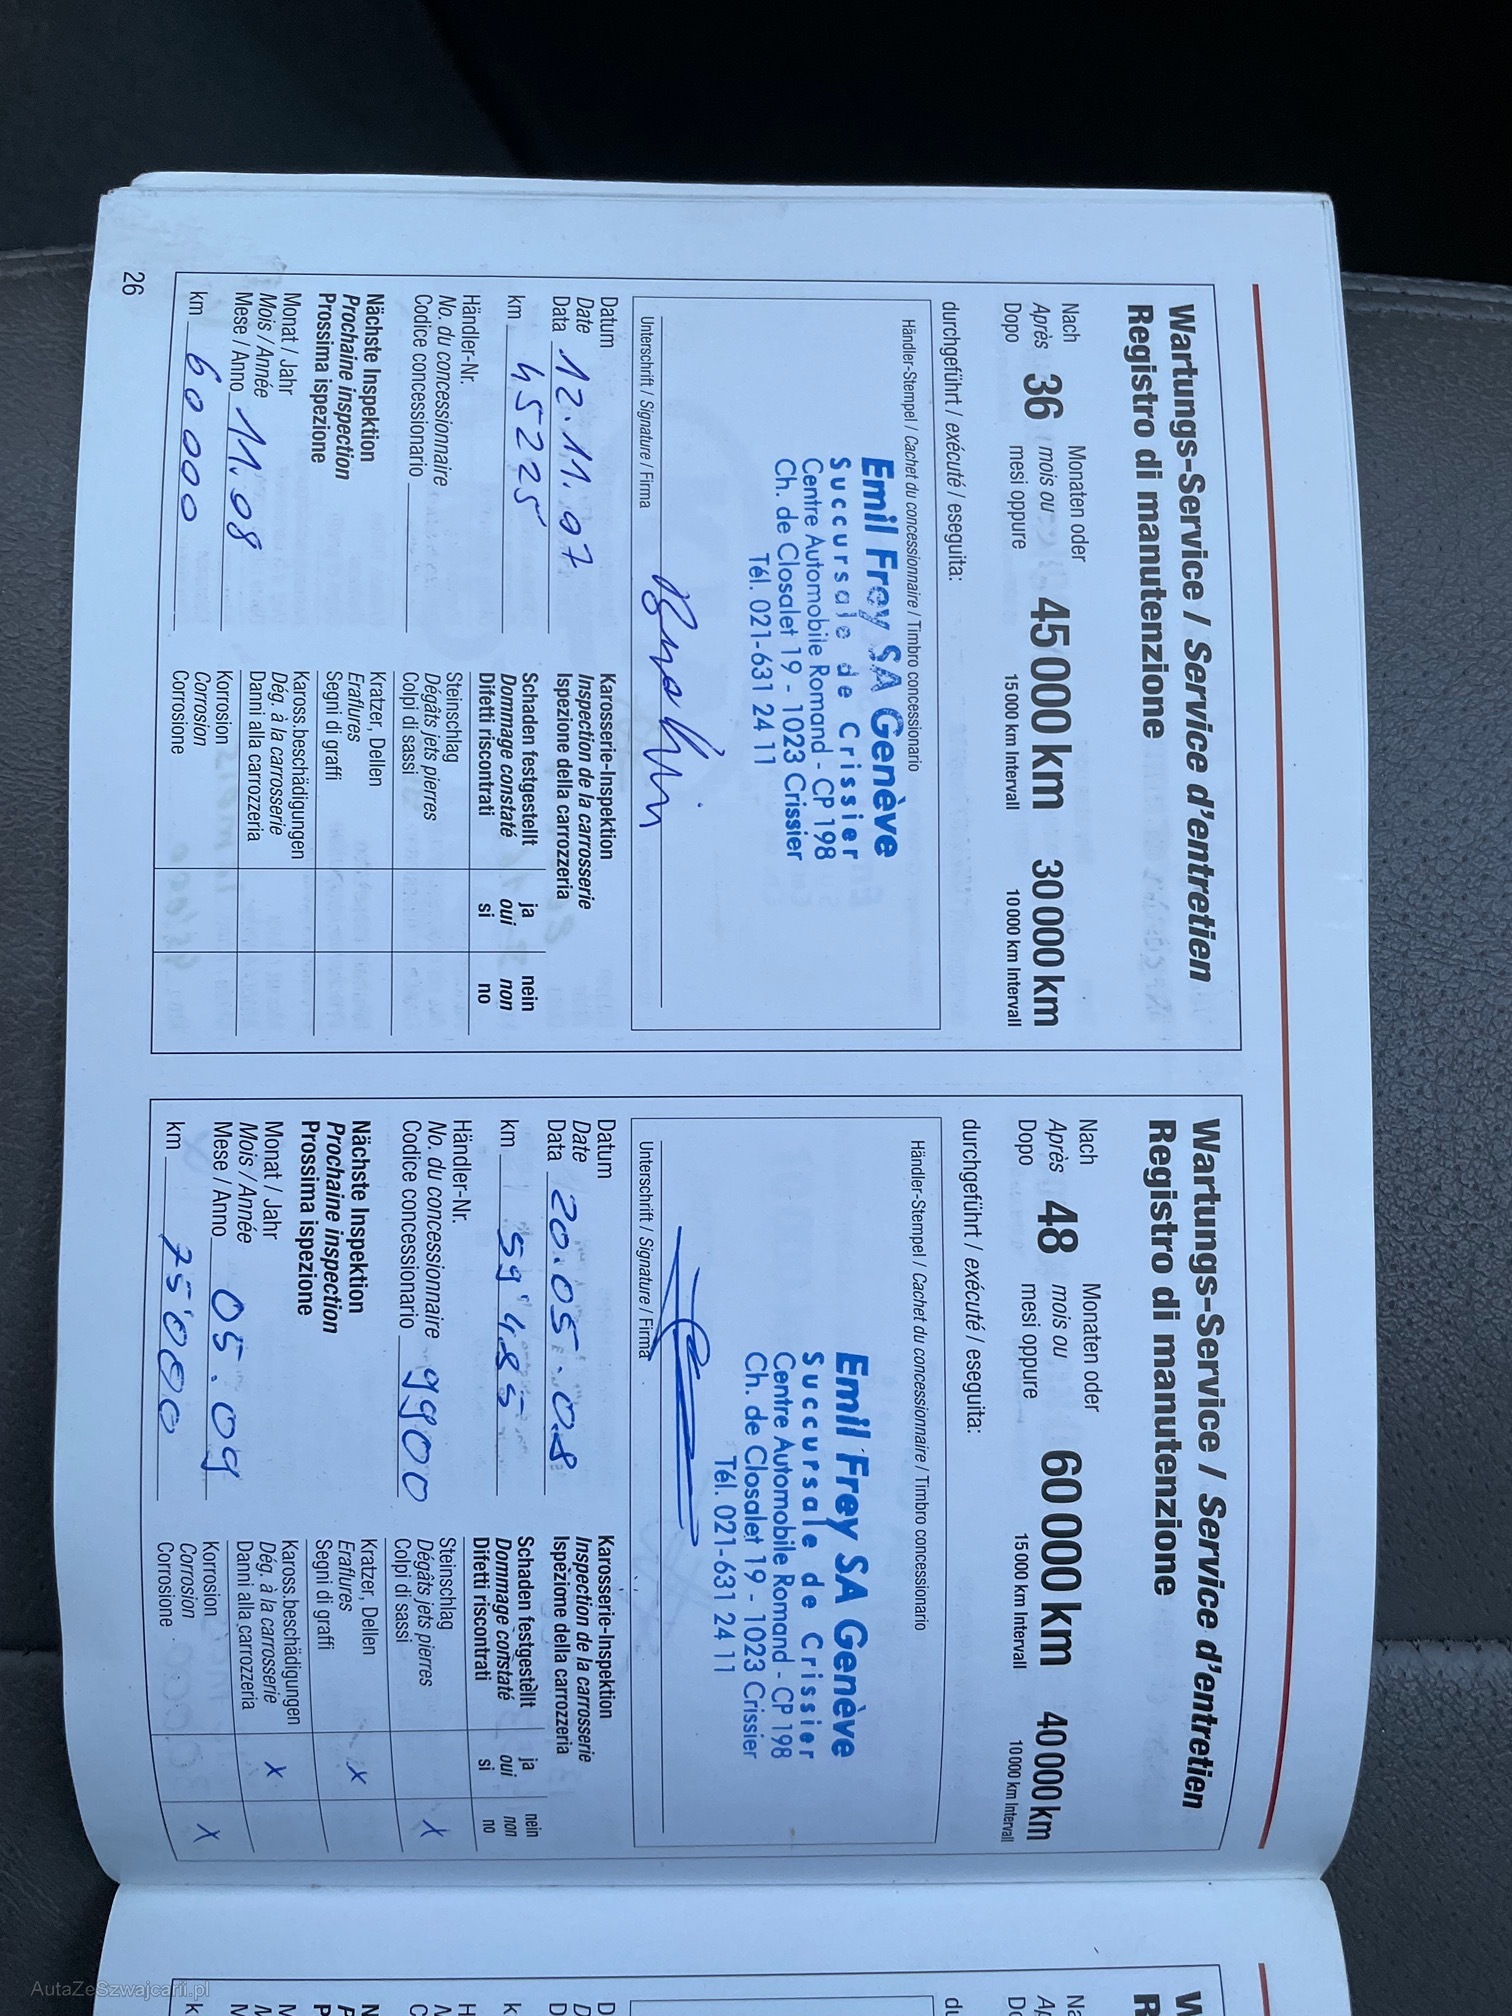 Wartungs-Service / Service d'entretien
Registro di manutenzione
Nach Monaten oder
Après 36 mois ou 45 000 km 30 000 km
Dopo mesi oppure 15 000 km Intervall 10 000 km Intervall
durchgeführt / exécuté / eseguita:
Händler-Stempel / Cachet du concessionnaire / Timbro concessionario
Emil Frey SA Genève
Succursale de Crissier
Centre Automobile Romand - CP 198
Ch. de Closalet 19 - 1023 Crissier
Tél. 021-631 24 11
Unterschrift / Signature / Firma
Datum
Date
Data 12.11.07
km 45225
Händler-Nr.
No. du concessionnaire
Codice concessionario
Nächste Inspektion
Prochaine inspection
Prossima ispezione
Monat / Jahr
Mois / Année
Mese / Anno 11.08
km 60000
Karosserie-Inspektion
Inspection de la carrosserie
Ispezione della carrozzeria
Schaden festgestellt ja nein
Dommage constaté oui non
Difetti riscontrati si no
Steinschlag
Dégâts jets pierres
Colpi di sassi
Kratzer, Dellen
Eraflures
Segni di graffi
Kaross.beschädigungen
Dég. à la carrosserie
Danni alla carrozzeria
Korrosion
Corrosion
Corrosione
26
Wartungs-Service / Service d'entretien
Registro di manutenzione
Nach Monaten oder
Après 48 mois ou 60 000 km 40 000 km
Dopo mesi oppure 15 000 km Intervall 10 000 km Intervall
durchgeführt / exécuté / eseguita:
Händler-Stempel / Cachet du concessionnaire / Timbro concessionario
Emil Frey SA Genève
Succursale de Crissier
Centre Automobile Romand - CP 198
Ch. de Closalet 19 - 1023 Crissier
Tél. 021-631 24 11
Unterschrift / Signature / Firma
Datum
Date
Data 20.05.08
km 59'485
Händler-Nr.
No. du concessionnaire
Codice concessionario 9900
Nächste Inspektion
Prochaine inspection
Prossima ispezione
Monat / Jahr
Mois / Année
Mese / Anno 05.09
km 75'000
Karosserie-Inspektion
Inspection de la carrosserie
Ispezione della carrozzeria
Schaden festgestellt ja nein
Dommage constaté oui non
Difetti riscontrati si no
Steinschlag
Dégâts jets pierres x
Colpi di sassi
Kratzer, Dellen
Eraflures x
Segni di graffi
Kaross.beschädigungen
Dég. à la carrosserie x
Danni alla carrozzeria
Korrosion x
Corrosion
Corrosione
AutaZeSzwajcarii.pl